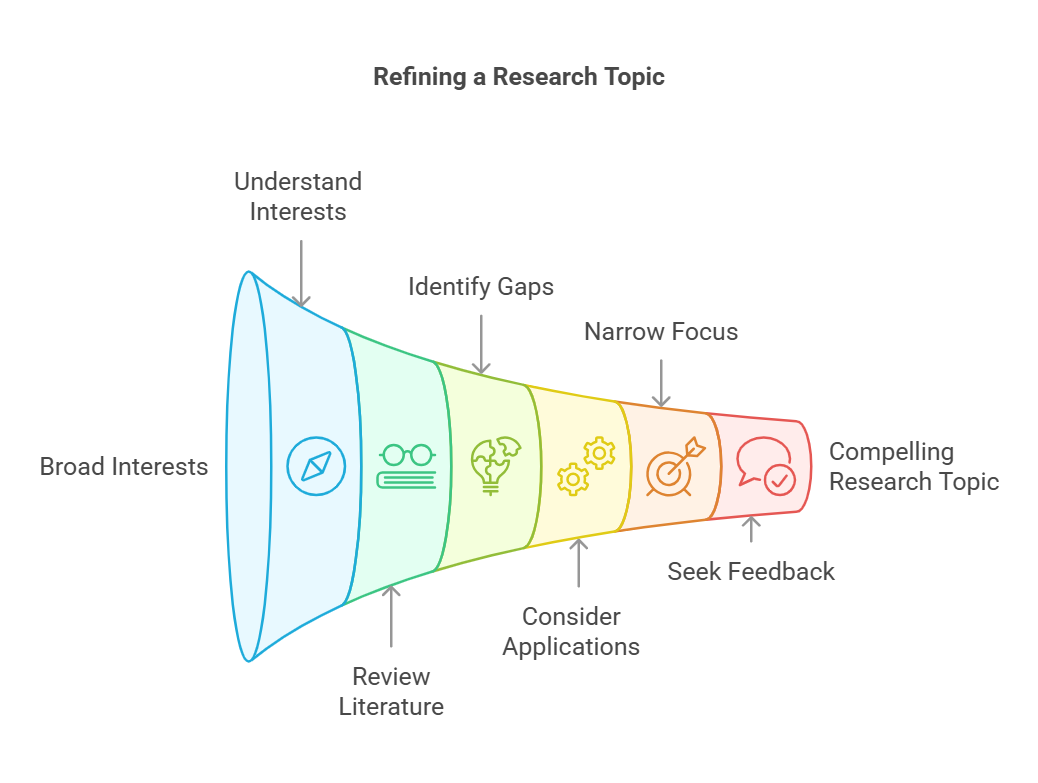 Refining a Research Topic
Understand
Interests
Identify Gaps
Narrow Focus
Broad Interests
Compelling
Research Topic
Seek Feedback
Consider
Applications
Review
Literature